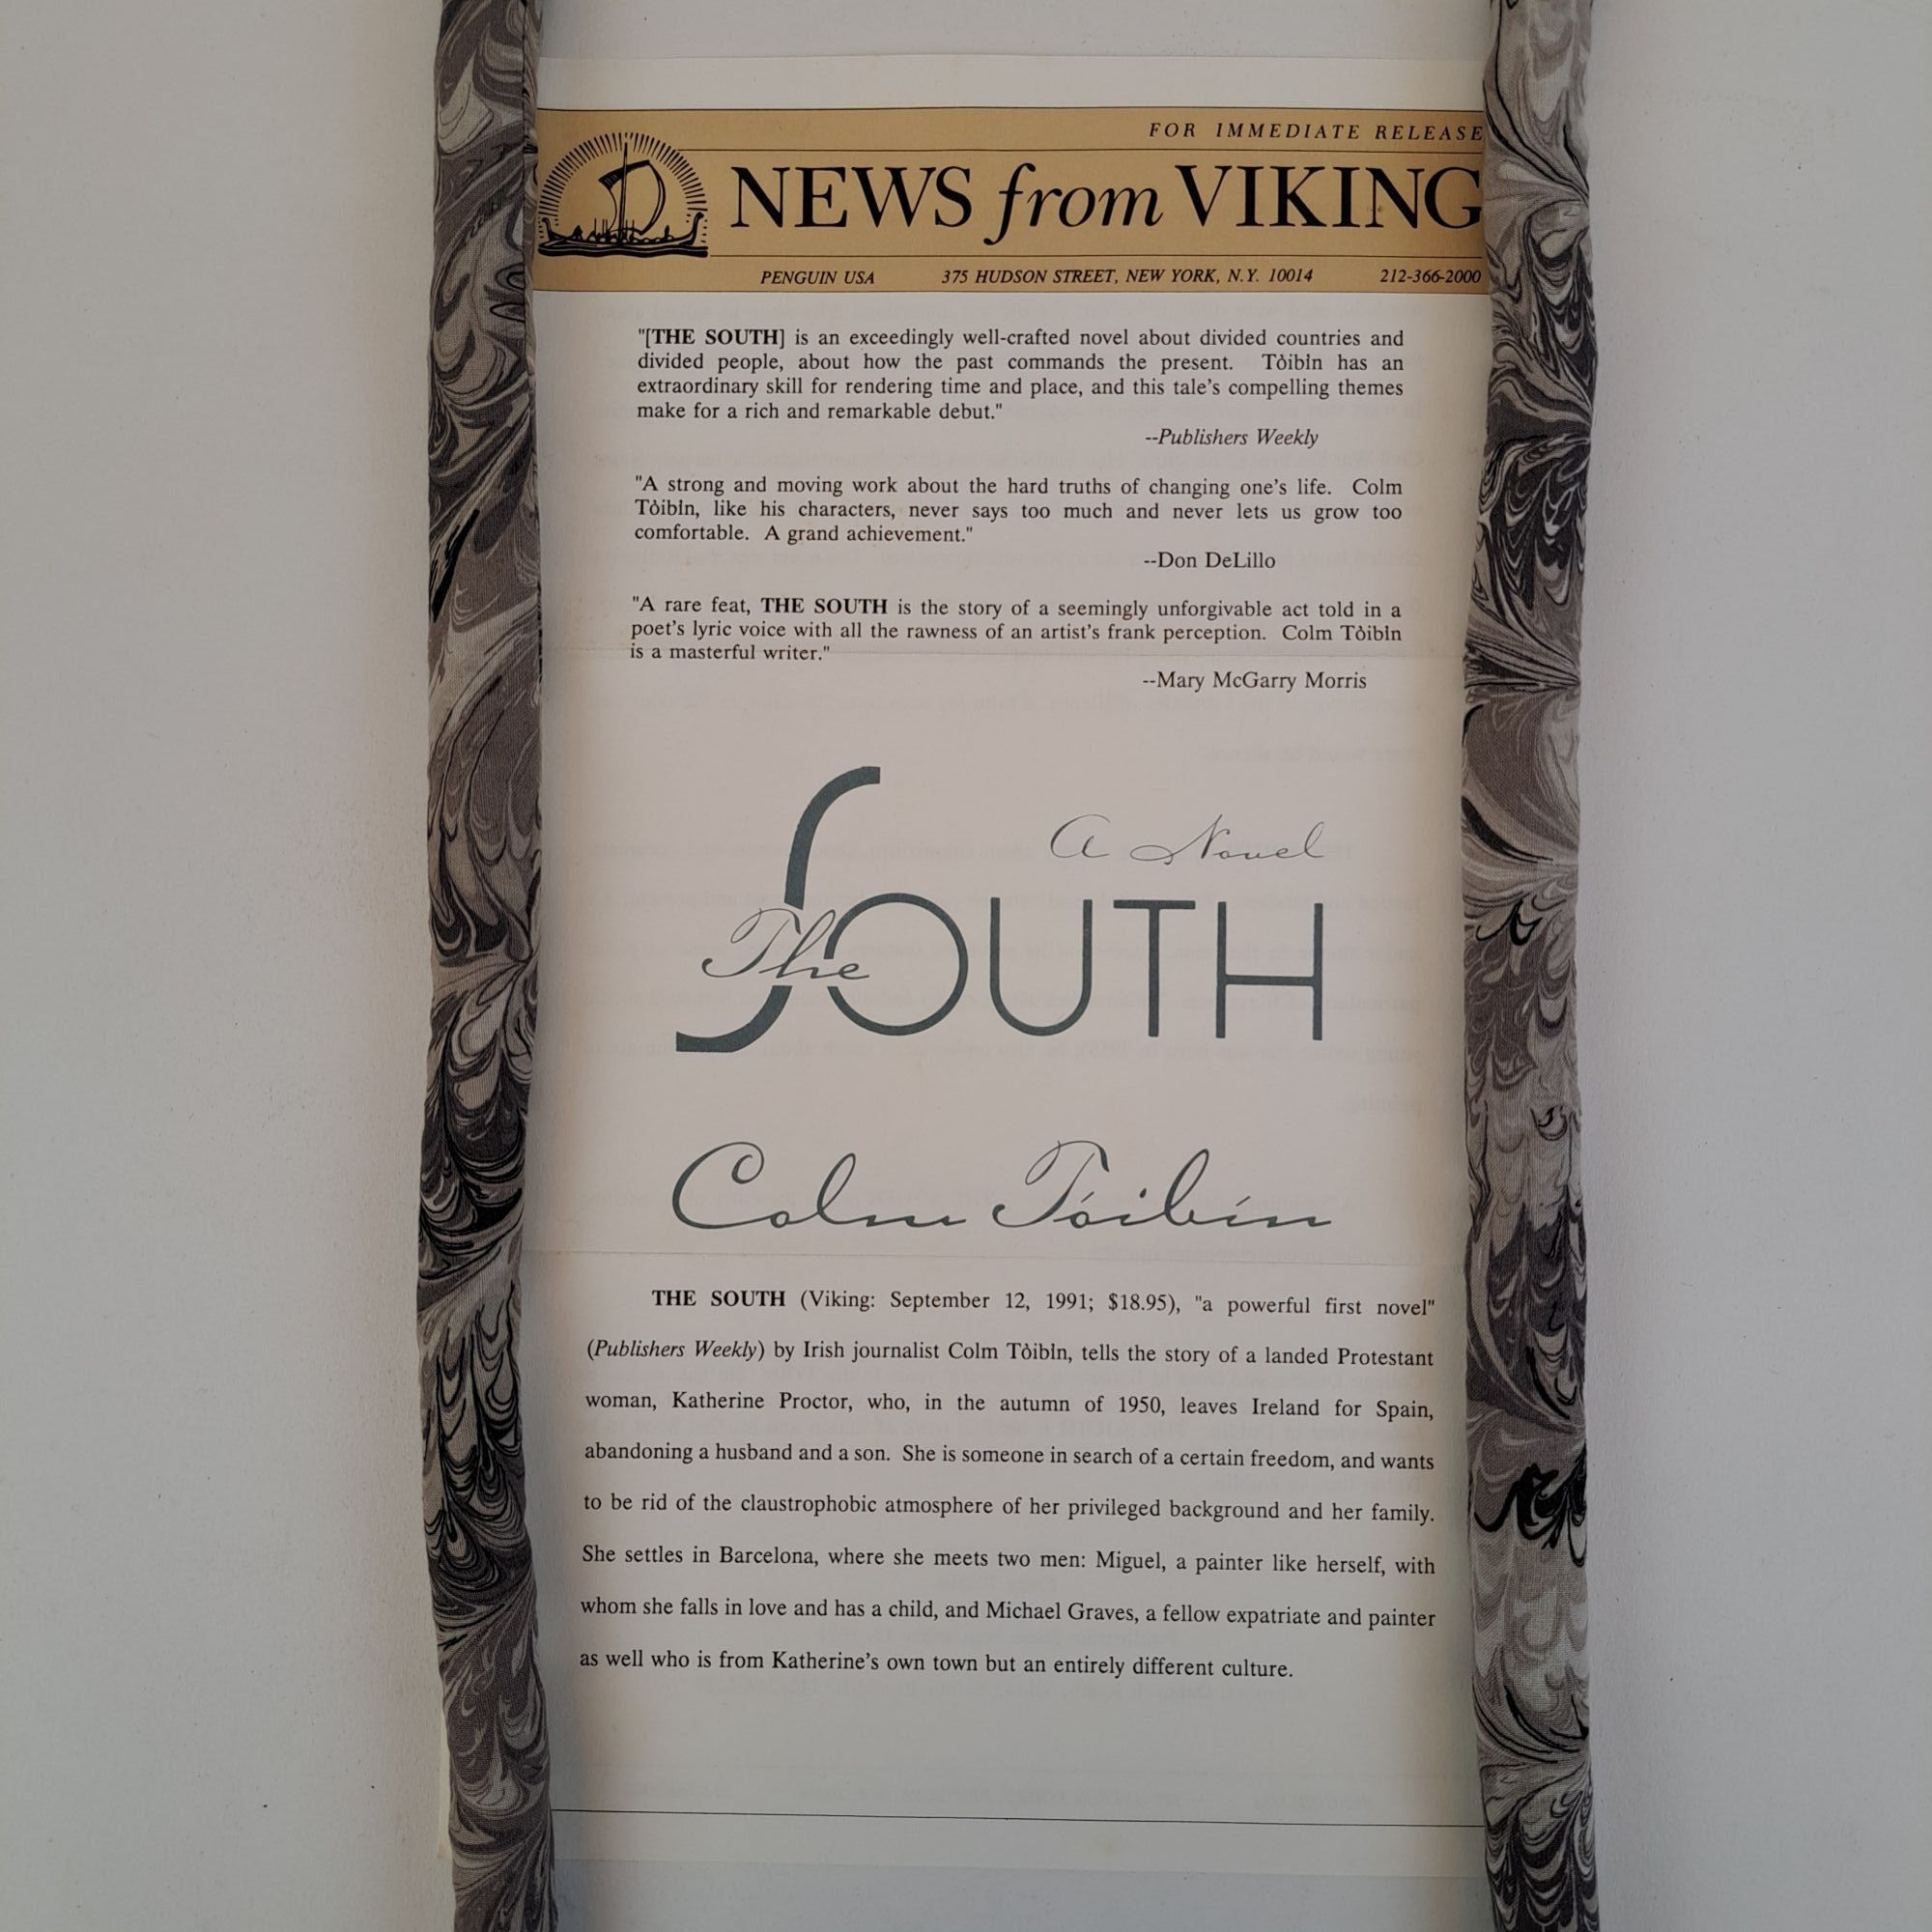 FOR IMMEDIATE RELEASE
NEWS from VIKING
PENGUIN USA 375 HUDSON STREET, NEW YORK, N.Y. 10014 212-366-2000
"[THE SOUTH] is an exceedingly well-crafted novel about divided countries and
divided people, about how the past commands the present. Tòibìn has an
extraordinary skill for rendering time and place, and this tale's compelling themes
make for a rich and remarkable debut."
--Publishers Weekly
"A strong and moving work about the hard truths of changing one's life. Colm
Tòibìn, like his characters, never says too much and never lets us grow too
comfortable. A grand achievement."
--Don DeLillo
"A rare feat, THE SOUTH is the story of a seemingly unforgivable act told in a
poet's lyric voice with all the rawness of an artist's frank perception. Colm Tòibìn
is a masterful writer."
--Mary McGarry Morris
A Novel
The SOUTH
Colm Tóibín
THE SOUTH (Viking: September 12, 1991; $18.95), "a powerful first novel"
(Publishers Weekly) by Irish journalist Colm Tòibìn, tells the story of a landed Protestant
woman, Katherine Proctor, who, in the autumn of 1950, leaves Ireland for Spain,
abandoning a husband and a son. She is someone in search of a certain freedom, and wants
to be rid of the claustrophobic atmosphere of her privileged background and her family.
She settles in Barcelona, where she meets two men: Miguel, a painter like herself, with
whom she falls in love and has a child, and Michael Graves, a fellow expatriate and painter
as well who is from Katherine's own town but an entirely different culture.